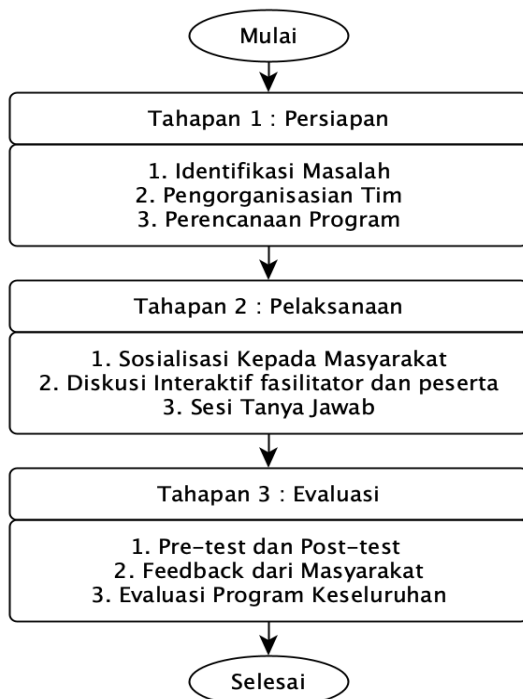 Mulai
Tahapan 1 : Persiapan
1. Identifikasi Masalah
2. Pengorganisasian Tim
3. Perencanaan Program
Tahapan 2 : Pelaksanaan
1. Sosialisasi Kepada Masyarakat
2. Diskusi Interaktif fasilitator dan peserta
3. Sesi Tanya Jawab
Tahapan 3 : Evaluasi
1. Pre-test dan Post-test
2. Feedback dari Masyarakat
3. Evaluasi Program Keseluruhan
Selesai